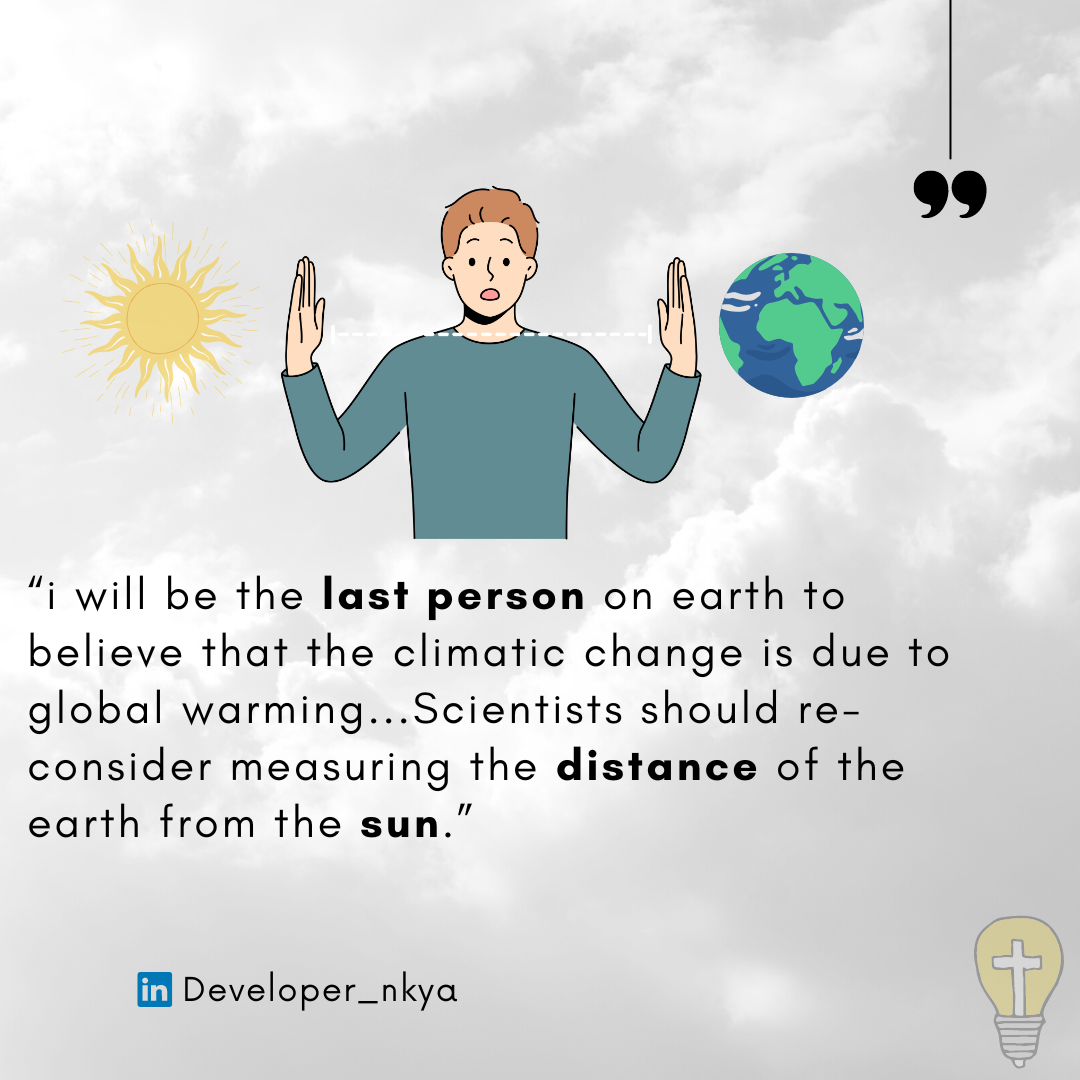 ”
“i will be the last person on earth to
believe that the climatic change is due to
global warming...Scientists should re-
consider measuring the distance of the
earth from the sun.”
in Developer_nkya